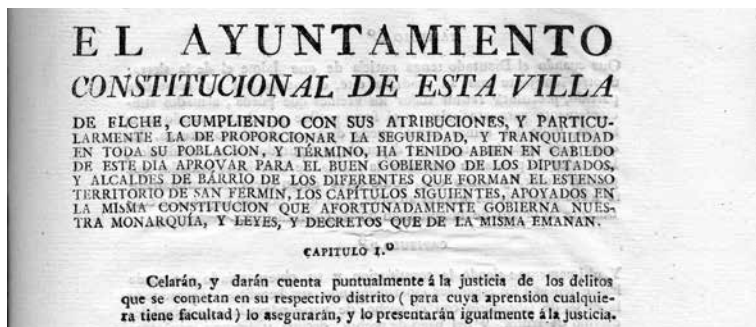 EL AYUNTAMIENTO
CONSTITUCIONAL DE ESTA VILLA
DE ELCHE, CUMPLIENDO CON SUS ATRIBUCIONES, Y PARTICU-
LARMENTE LA DE PROPORCIONAR LA SEGURIDAD, Y TRANQUILIDAD
EN TODA SU POBLACION, Y TÉRMINO, HA TENIDO ABIEN EN CABILDO
DE ESTE DIA APROVAR PARA EL BUEN GOBIERNO DE LOS DIPUTADOS,
Y ALCALDES DE BÁRRIO DE LOS DIFERENTES QUE FORMAN EL ESTENSO
TERRITORIO DE SAN FERMIN, LOS CAPÍTULOS SIGUIENTES, APOYADOS EN
LA MISMA CONSTITUCION QUE AFORTUNADAMENTE GOBIERNA NUES-
TRA MONARQUÍA, Y LEYES, Y DECRETOS QUE DE LA MISMA EMANAN.
CAPITULO I.º
Celarán, y darán cuenta puntualmente á la justicia de los delitos
que se cometan en su respectivo distrito ( para cuya aprension cualquie-
ra tiene facultad ) lo asegurarán, y lo presentarán igualmente á la justicia.